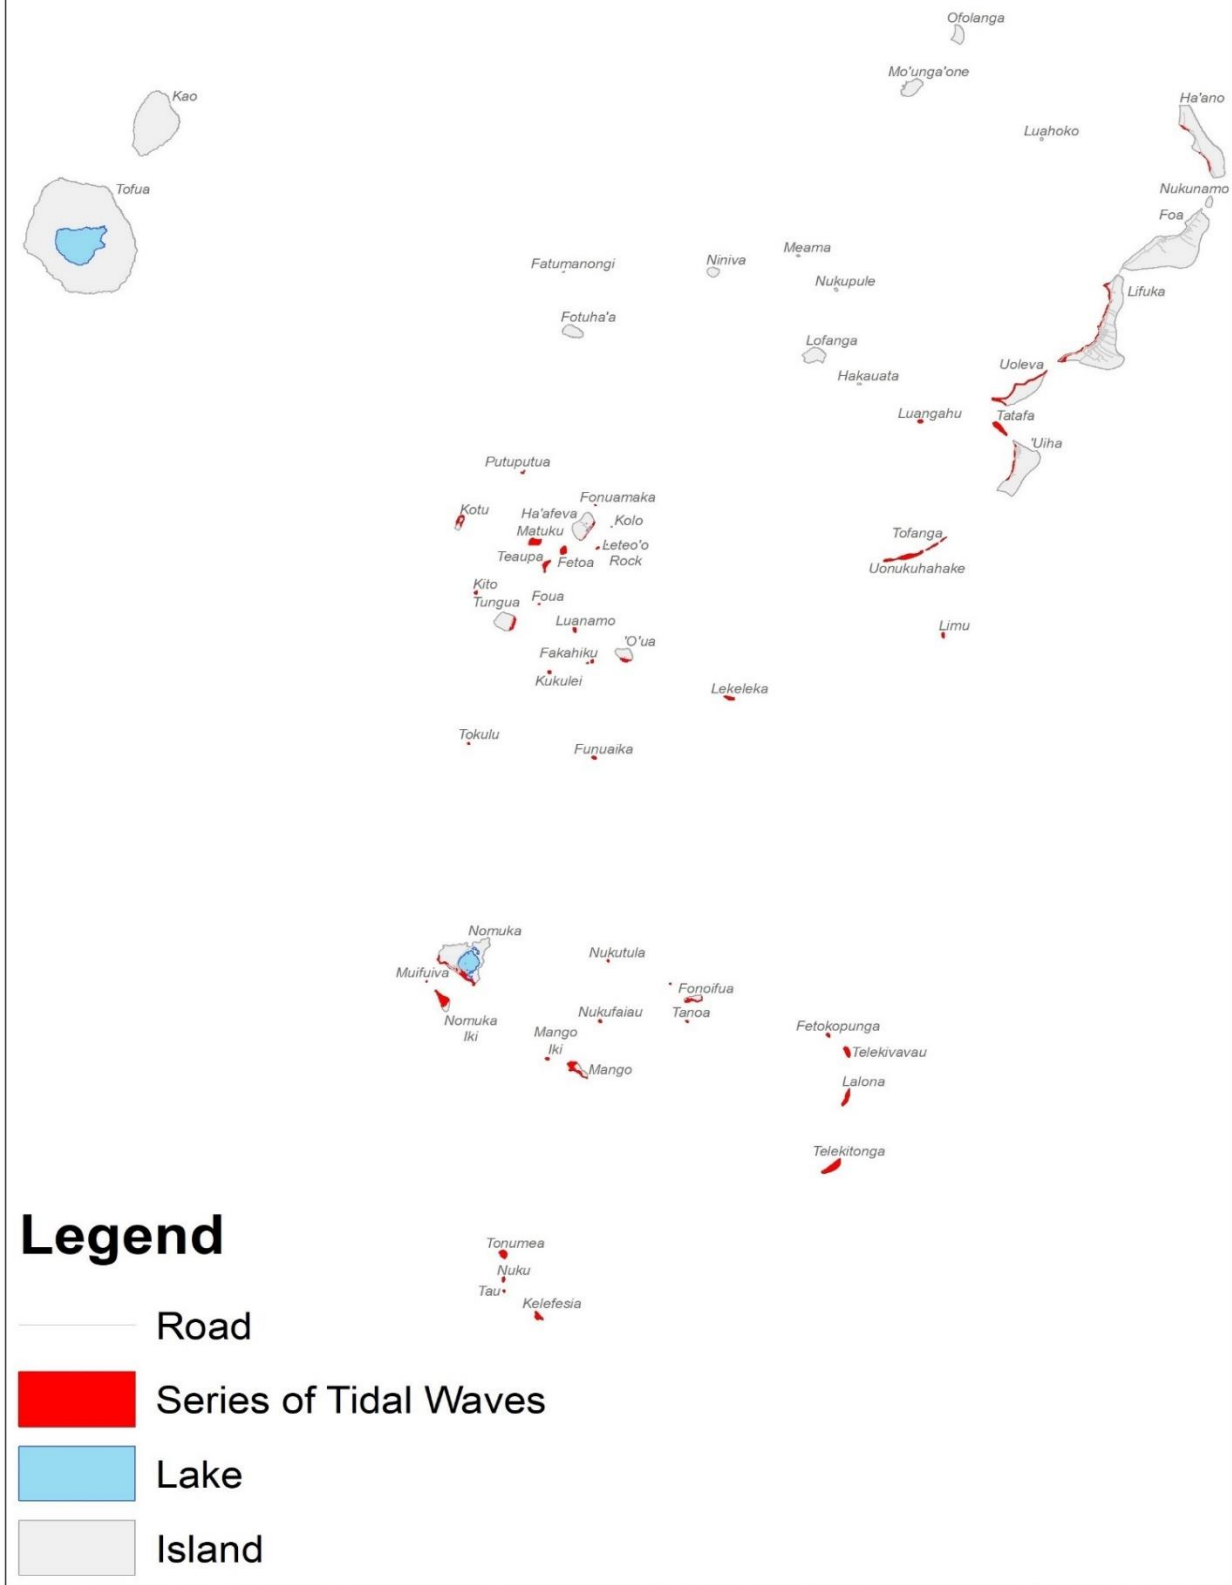 Ofolanga
Mo'unga'one
Kao
Ha'ano
Luahoko
Tofua
Nukunamo
Foa
Meama
Niniva
Fatumanongi
Nukupule
Lifuka
Fotuha'a
Lofanga
Uoleva
Hakauata
Luangahu
Tatafa
'Uiha
Putuputua
Fonuamaka
Kotu
Ha'afeva
Kolo
Matuku
Tofanga
Leteo'o
Rock
Teaupa
Fetoa
Uonukuhahake
Kito
Foua
Tungua
Luanamo
Limu
'O'ua
Fakahiku
Kukulei
Lekeleka
Tokulu
Funuaika
Nomuka
Nukutula
Muifuiva
Fonoifua
Nukufaiau
Tanoa
Nomuka
Iki
Fetokopunga
Mango
Iki
Telekivavau
Mango
Lalona
Telekitonga
Legend
Tonumea
Nuku
Tau
Kelefesia
Road
Series of Tidal Waves
Lake
Island